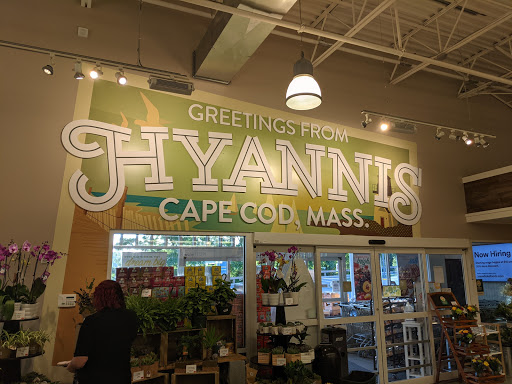 GREETINGS FROM
HYANNIS
CAPE COD, MASS.
Now Hiring